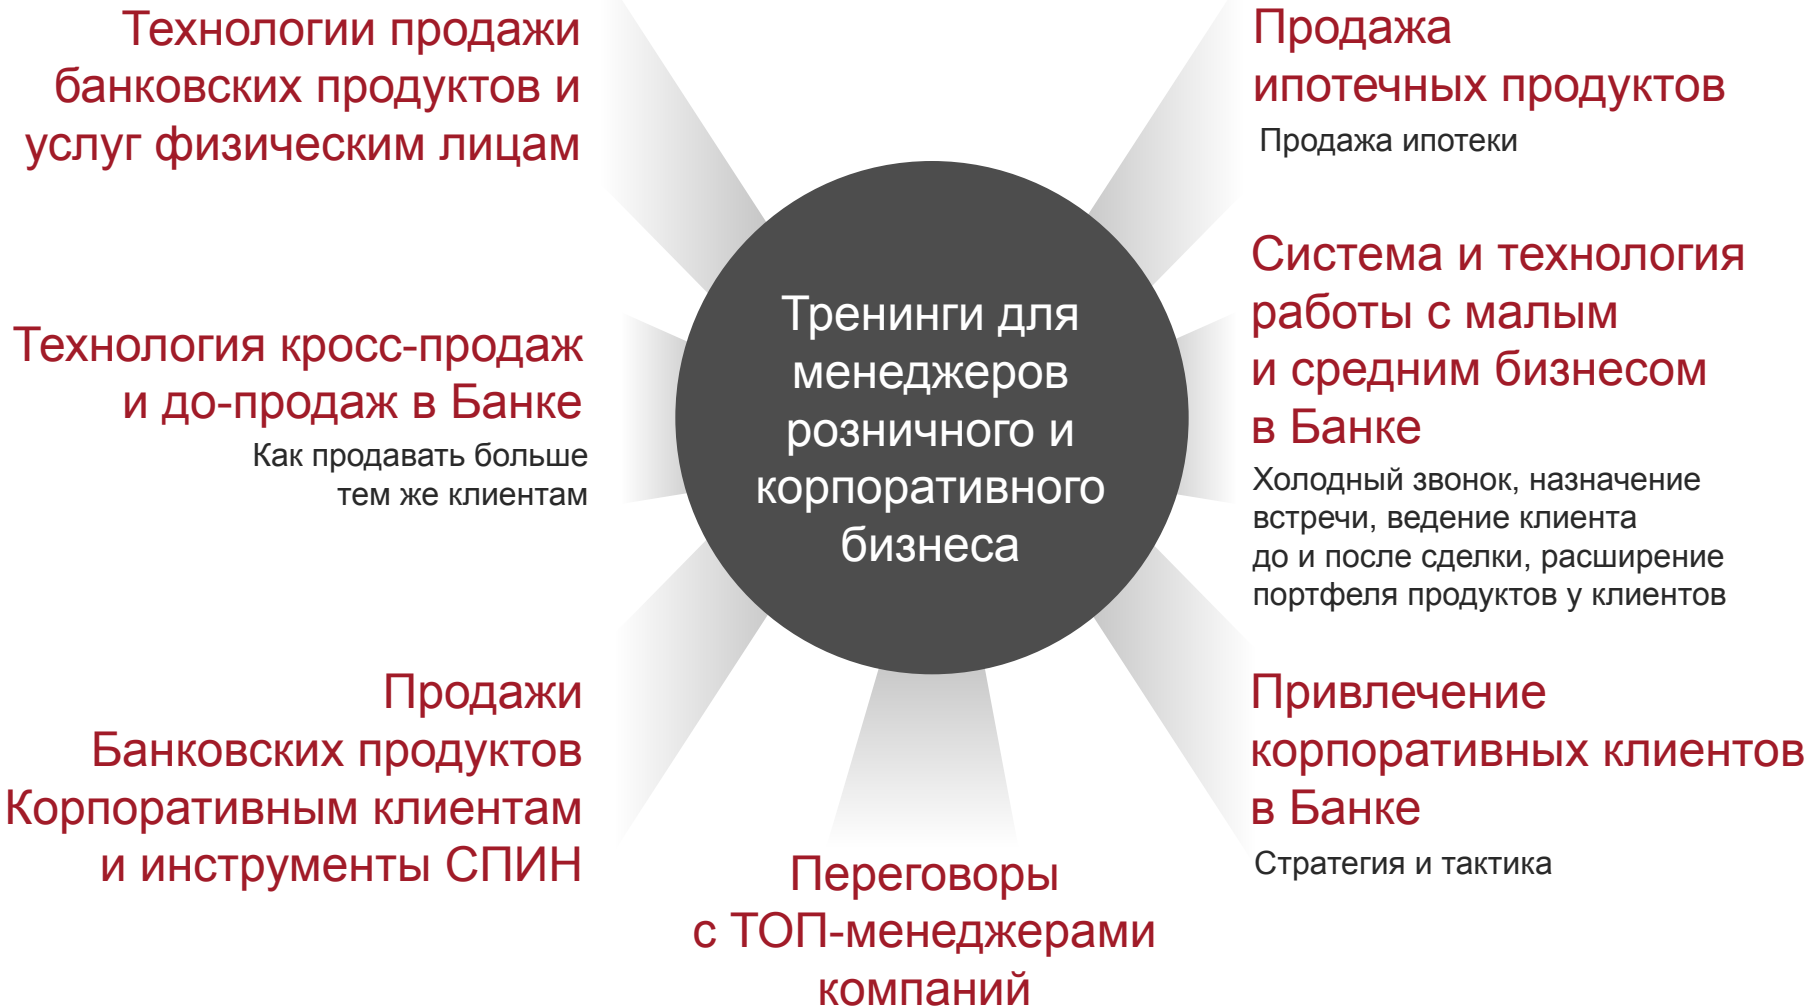 Технологии продажи
банковских продуктов и
услуг физическим лицам
Технология кросс-продаж
и до-продаж в Банке
Как продавать больше
тем же клиентам
Продажи
Банковских продуктов
Корпоративным клиентам
и инструменты СПИН
Тренинги для
менеджеров
розничного и
корпоративного
бизнеса
Переговоры
с ТОП-менеджерами
компаний
Продажа
ипотечных продуктов
Продажа ипотеки
Система и технология
работы с малым
и средним бизнесом
в Банке
Холодный звонок, назначение
встречи, ведение клиента
до и после сделки, расширение
портфеля продуктов у клиентов
Привлечение
корпоративных клиентов
в Банке
Стратегия и тактика